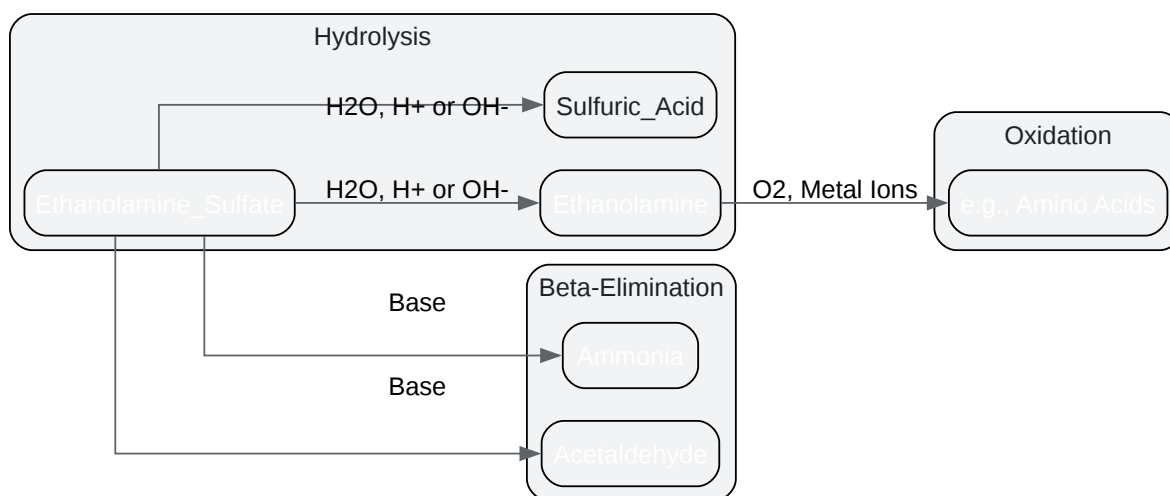 Hydrolysis
H2O, H+ or OH-
Sulfuric_Acid
Oxidation
Ethanolamine_Sulfate
H2O, H+ or OH-
Ethanolamine
O2, Metal Ions
e.g., Amino Acids
Beta-Elimination
Base
Ammonia
Base
Acetaldehyde